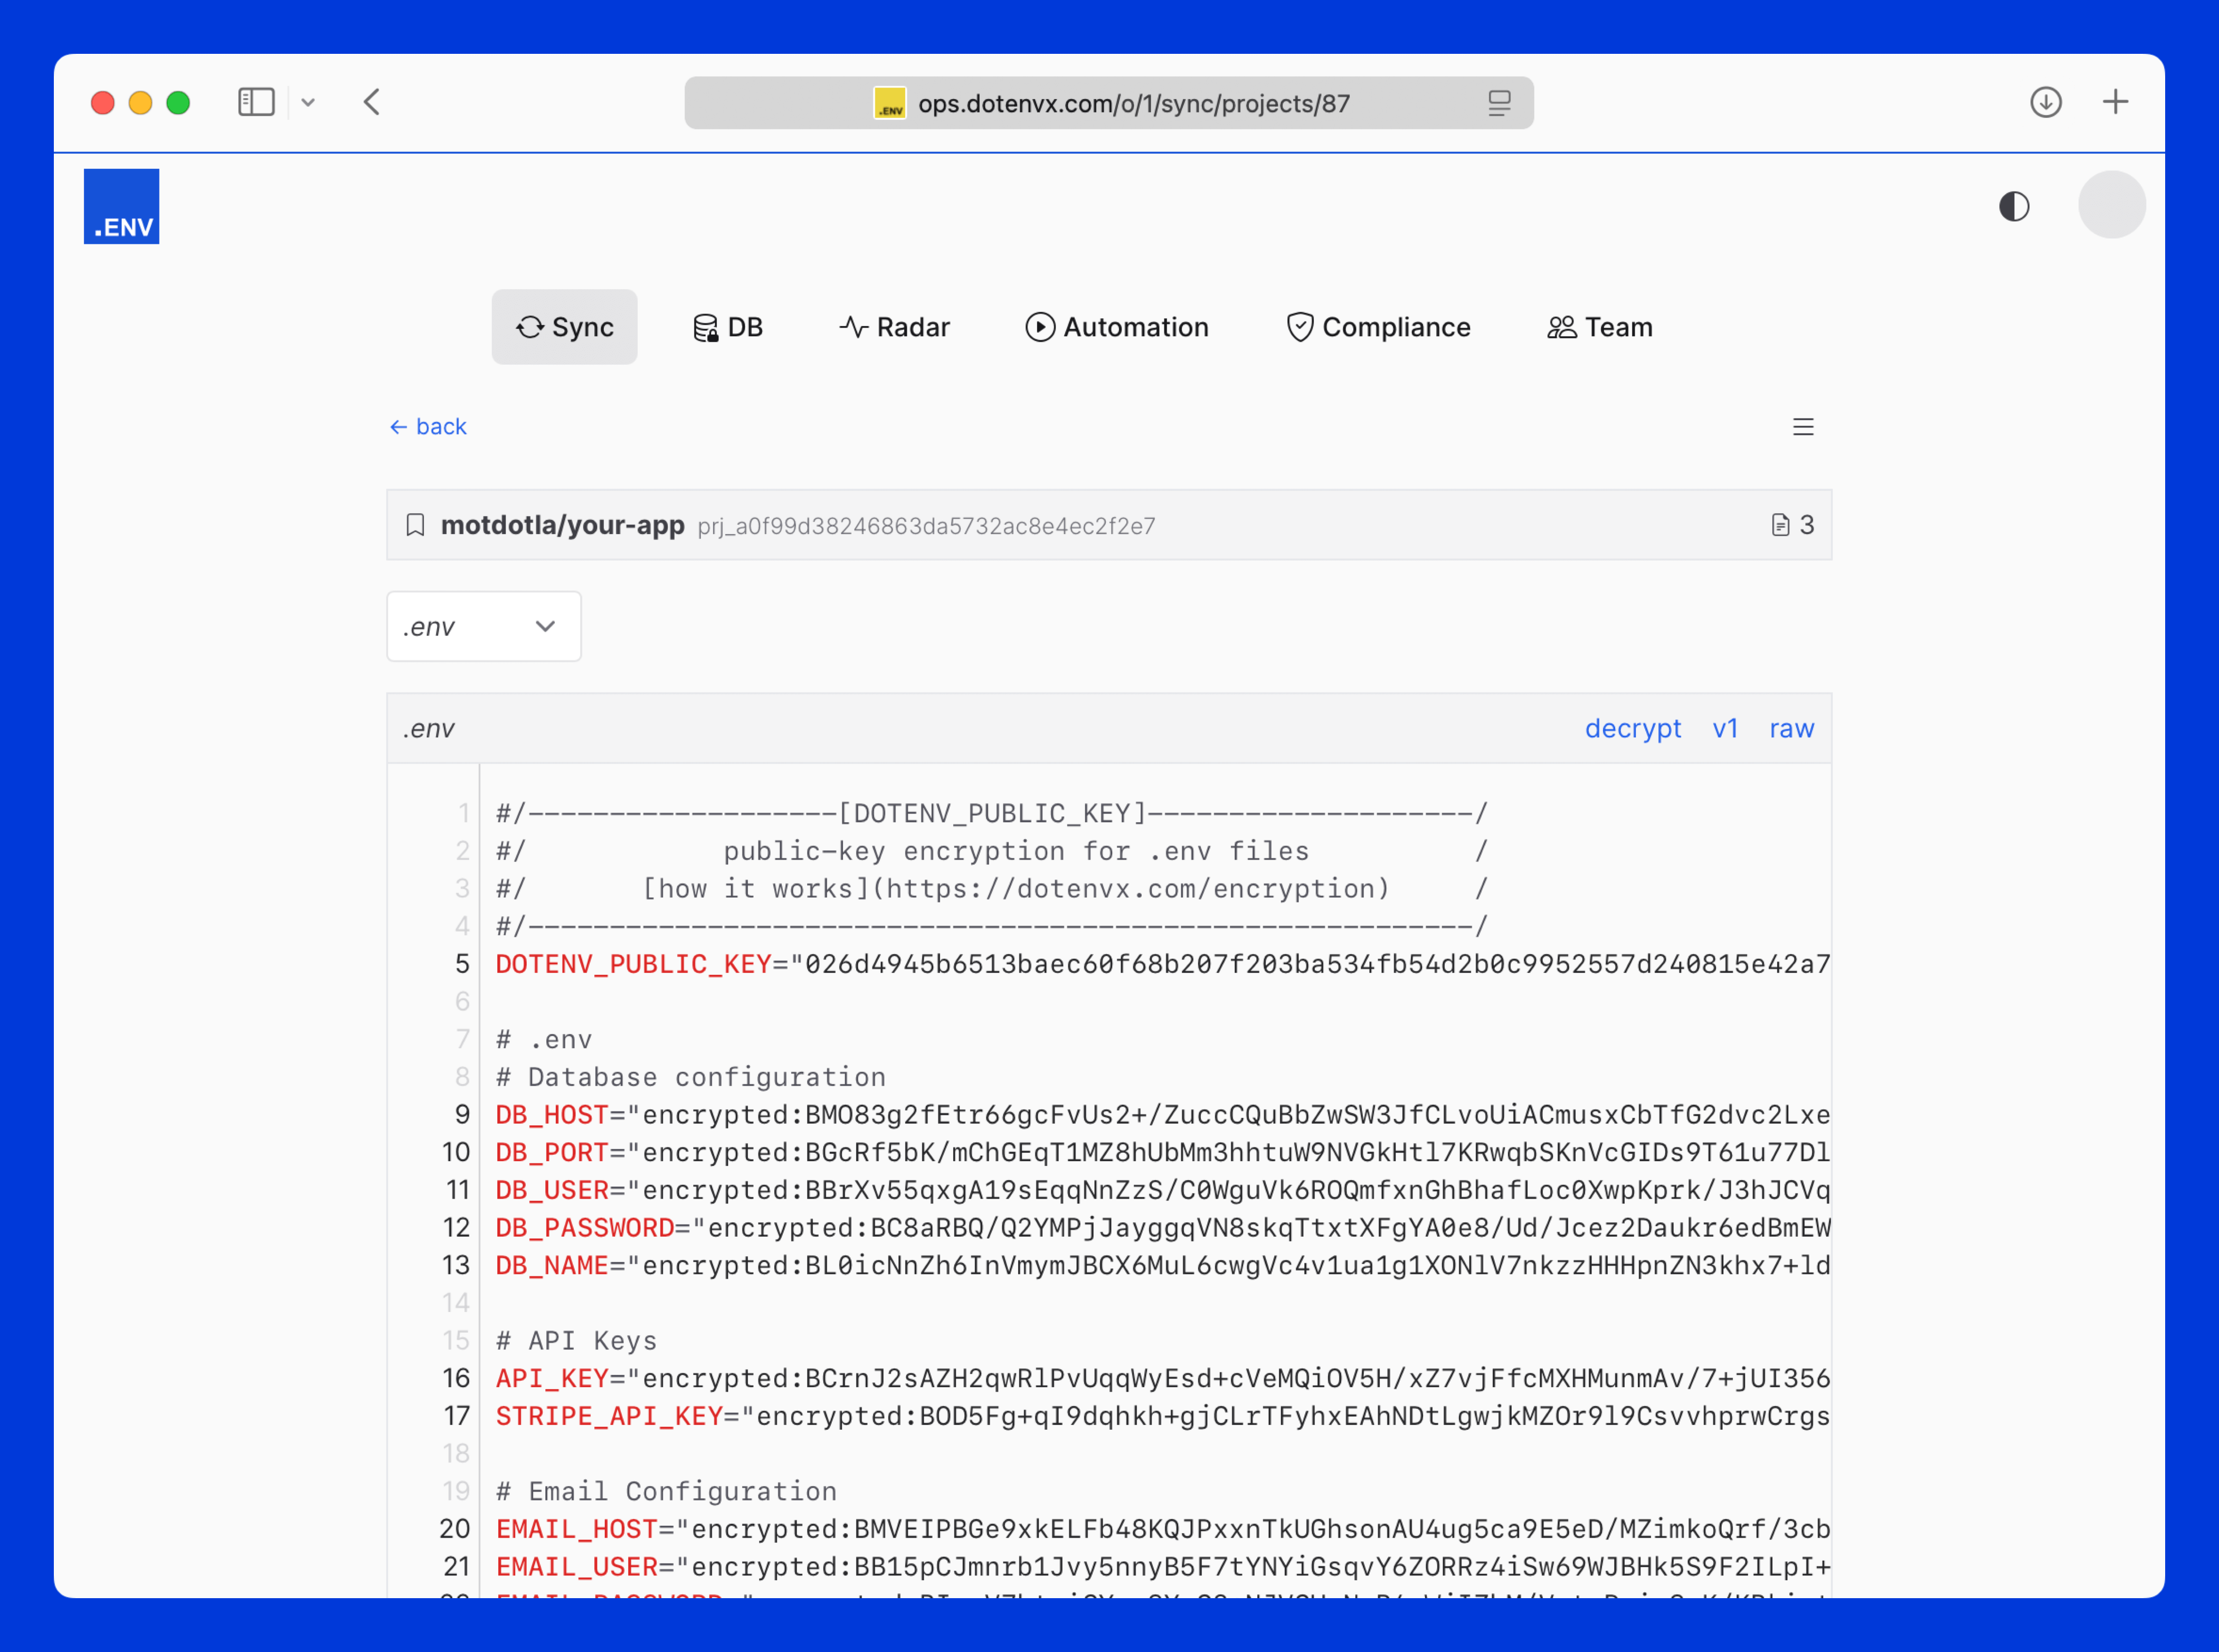 .ENV ops.dotenvx.com/o/1/sync/projects/87
.ENV
Sync DB Radar Automation Compliance Team
← back
motdotla/your-app prj_a0f99d38246863da5732ac8e4ec2f2e7 3
.env
.env decrypt v1 raw
1 #/-------------------[DOTENV_PUBLIC_KEY]--------------------/
2 #/            public-key encryption for .env files          /
3 #/       [how it works](https://dotenvx.com/encryption)     /
4 #/----------------------------------------------------------/
5 DOTENV_PUBLIC_KEY="026d4945b6513baec60f68b207f203ba534fb54d2b0c9952557d240815e42a7
6
7 # .env
8 # Database configuration
9 DB_HOST="encrypted:BMO83g2fEtr66gcFvUs2+/ZuccCQuBbZwSW3JfCLvoUiACmusxCbTfG2dvc2Lxe
10 DB_PORT="encrypted:BGcRf5bK/mChGEqT1MZ8hUbMm3hhtuW9NVGkHtl7KRwqbSKnVcGIDs9T61u77Dl
11 DB_USER="encrypted:BBrXv55qxgA19sEqqNnZzS/C0WguVk6ROQmfxnGhBhafLoc0XwpKprk/J3hJCVq
12 DB_PASSWORD="encrypted:BC8aRBQ/Q2YMPjJayggqVN8skqTtxtXFgYA0e8/Ud/Jcez2Daukr6edBmEW
13 DB_NAME="encrypted:BL0icNnZh6InVmymJBCX6MuL6cwgVc4v1ua1g1XONlV7nkzzHHHpnZN3khx7+ld
14
15 # API Keys
16 API_KEY="encrypted:BCrnJ2sAZH2qwRlPvUqqWyEsd+cVeMQiOV5H/xZ7vjFfcMXHMunmAv/7+jUI356
17 STRIPE_API_KEY="encrypted:BOD5Fg+qI9dqhkh+gjCLrTFyhxEAhNDtLgwjkMZOr9l9CsvvhprwCrgs
18
19 # Email Configuration
20 EMAIL_HOST="encrypted:BMVEIPBGe9xkELFb48KQJPxxnTkUGhsonAU4ug5ca9E5eD/MZimkoQrf/3cb
21 EMAIL_USER="encrypted:BB15pCJmnrb1Jvy5nnyB5F7tYNYiGsqvY6ZORRz4iSw69WJBHk5S9F2ILpI+